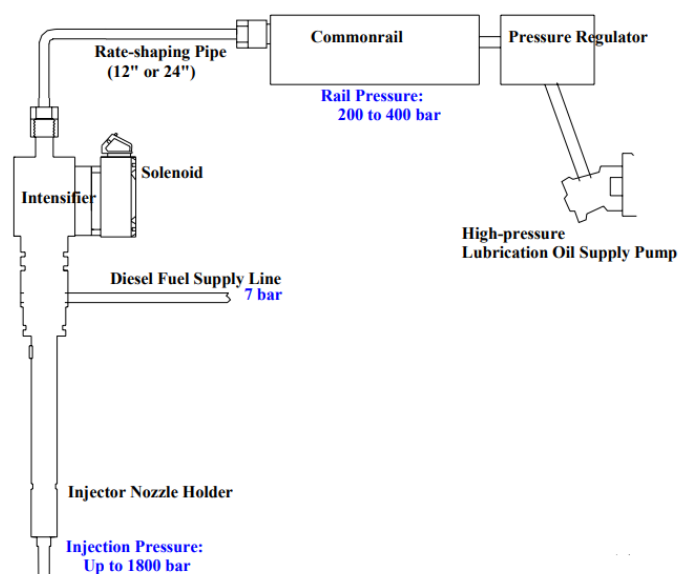 Commonrail
Pressure Regulator
Rate-shaping Pipe
(12" or 24")
Rail Pressure:
200 to 400 bar
Solenoid
Intensifier
High-pressure
Lubrication Oil Supply Pump
Diesel Fuel Supply Line
7 bar
Injector Nozzle Holder
Injection Pressure:
Up to 1800 bar